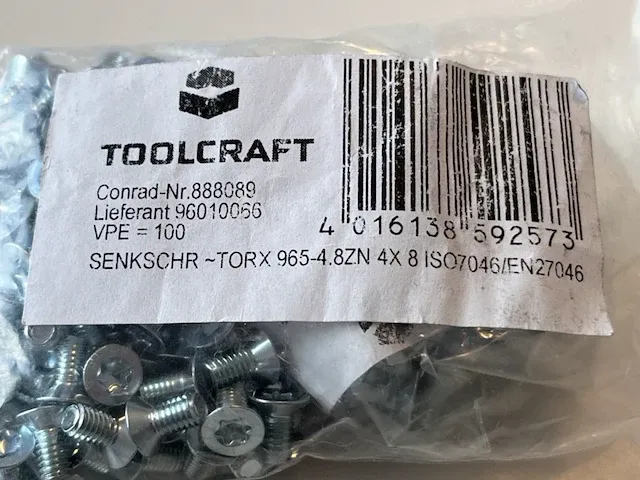 TOOLCRAFT
Conrad-Nr.888089
Lieferant 96010066
VPE = 100
4 016138 592573
SENKSCHR ~TORX 965-4.8ZN 4X 8 ISO7046/EN27046